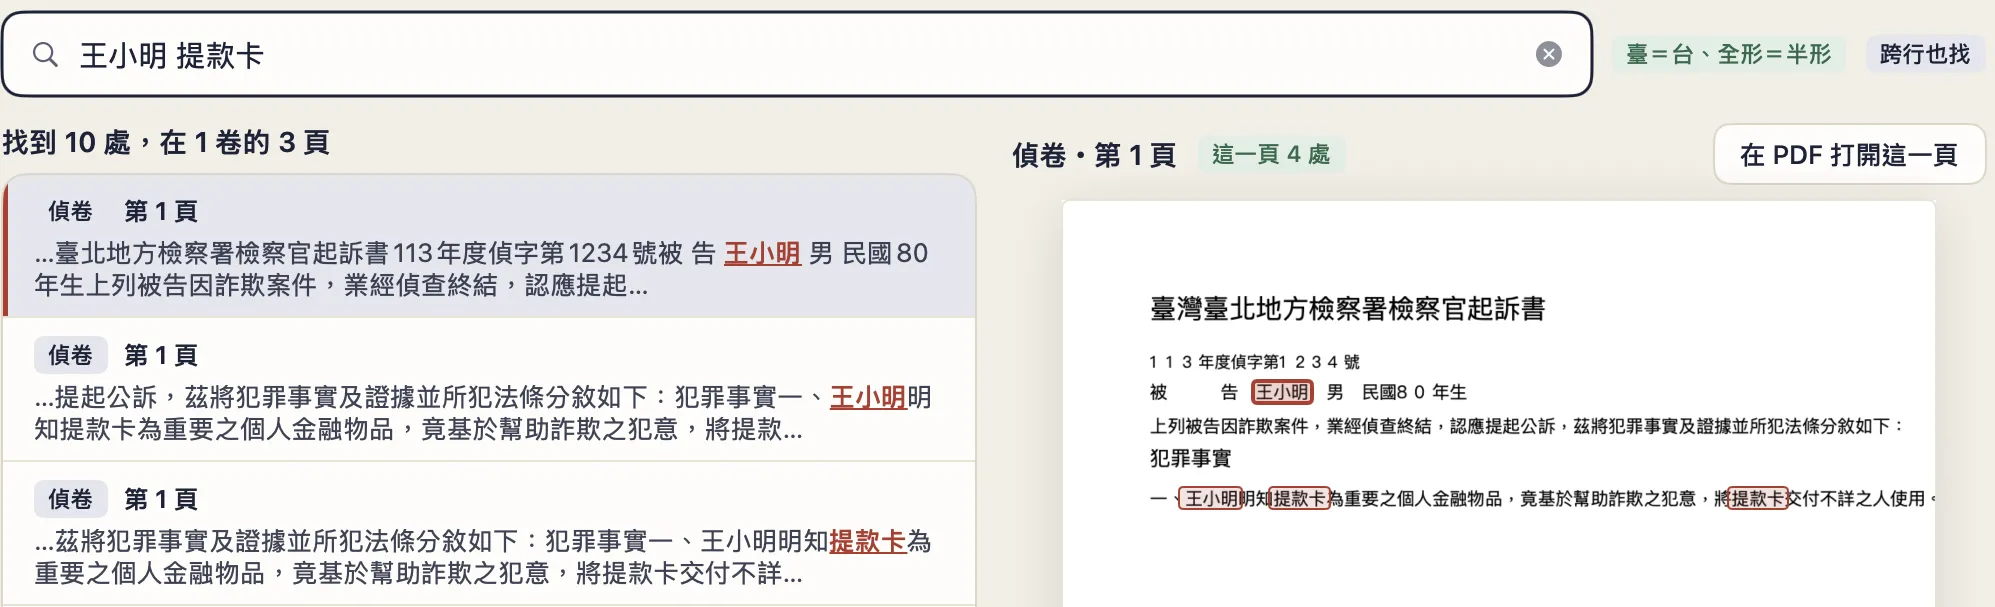 王小明 提款卡
臺=台、全形=半形
跨行也找
找到 10 處，在 1 卷的 3 頁
偵卷 第 1 頁
...臺北地方檢察署檢察官起訴書113年度偵字第1234號被 告 王小明 男 民國80
年生上列被告因詐欺案件，業經偵查終結，認應提起...
偵卷 第 1 頁
...提起公訴，茲將犯罪事實及證據並所犯法條分敘如下：犯罪事實一、王小明明
知提款卡為重要之個人金融物品，竟基於幫助詐欺之犯意，將提款...
偵卷 第 1 頁
...茲將犯罪事實及證據並所犯法條分敘如下：犯罪事實一、王小明明知提款卡為
重要之個人金融物品，竟基於幫助詐欺之犯意，將提款卡交付不詳...
偵卷・第 1 頁
這一頁 4 處
在 PDF 打開這一頁
臺灣臺北地方檢察署檢察官起訴書
１１３年度偵字第１２３４號
被　　　告　王小明　男　民國８０年生
上列被告因詐欺案件，業經偵查終結，認應提起公訴，茲將犯罪事實及證據並所犯法條分敘如下：
犯罪事實
一、王小明明知提款卡為重要之個人金融物品，竟基於幫助詐欺之犯意，將提款卡交付不詳之人使用。